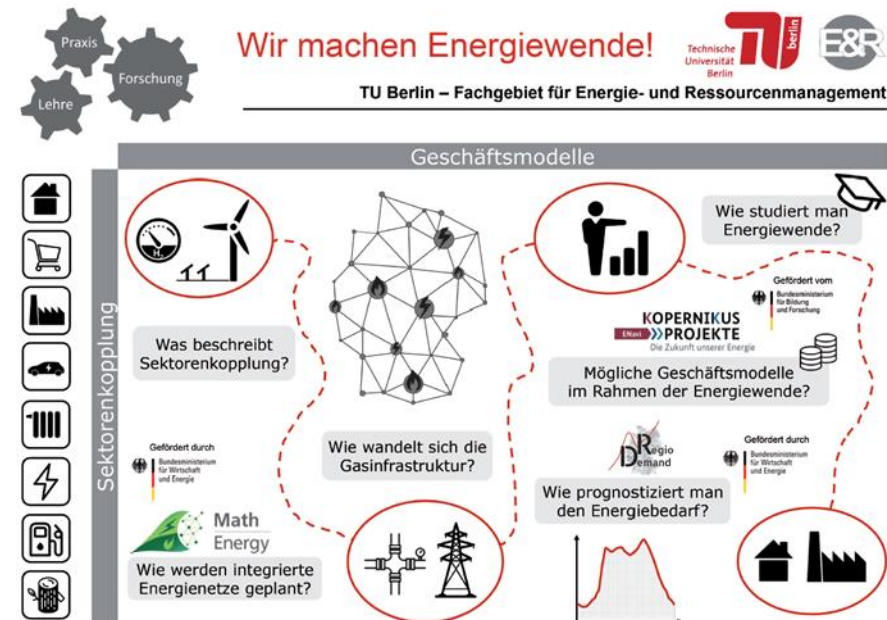 Praxis
Forschung
Lehre
Wir machen Energiewende!
Technische
Universität
Berlin
TU berlin
E&R
TU Berlin – Fachgebiet für Energie- und Ressourcenmanagement
Geschäftsmodelle
Sektorenkopplung
H₂
Wie studiert man
Energiewende?
Gefördert vom
Bundesministerium
für Bildung
und Forschung
KOPERNIKUS
ENavi »PROJEKTE
Die Zukunft unserer Energie
Was beschreibt
Sektorenkopplung?
Mögliche Geschäftsmodelle
im Rahmen der Energiewende?
Wie wandelt sich die
Gasinfrastruktur?
Gefördert durch
Bundesministerium
für Wirtschaft
und Energie
DRegio
Demand
Gefördert durch
Bundesministerium
für Wirtschaft
und Energie
Wie prognostiziert man
den Energiebedarf?
Math
Energy
Wie werden integrierte
Energienetze geplant?